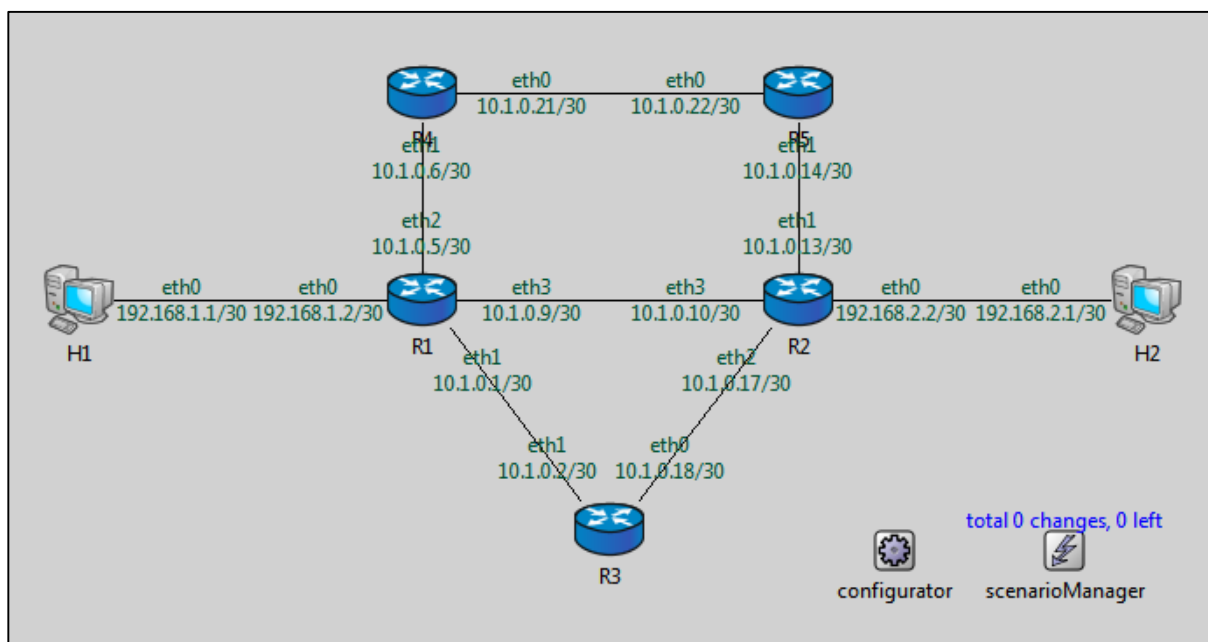 eth0 eth0
10.1.0.21/30 10.1.0.22/30
R4 R5
eth1 eth1
10.1.0.6/30 10.1.0.14/30
eth2 eth1
10.1.0.5/30 10.1.0.13/30
eth0 eth0 eth3 eth3 eth0 eth0
192.168.1.1/30 192.168.1.2/30 10.1.0.9/30 10.1.0.10/30 192.168.2.2/30 192.168.2.1/30
H1 R1 R2 H2
eth1 eth2
10.1.0.1/30 10.1.0.17/30
eth1 eth0
10.1.0.2/30 10.1.0.18/30
total 0 changes, 0 left
R3
configurator scenarioManager